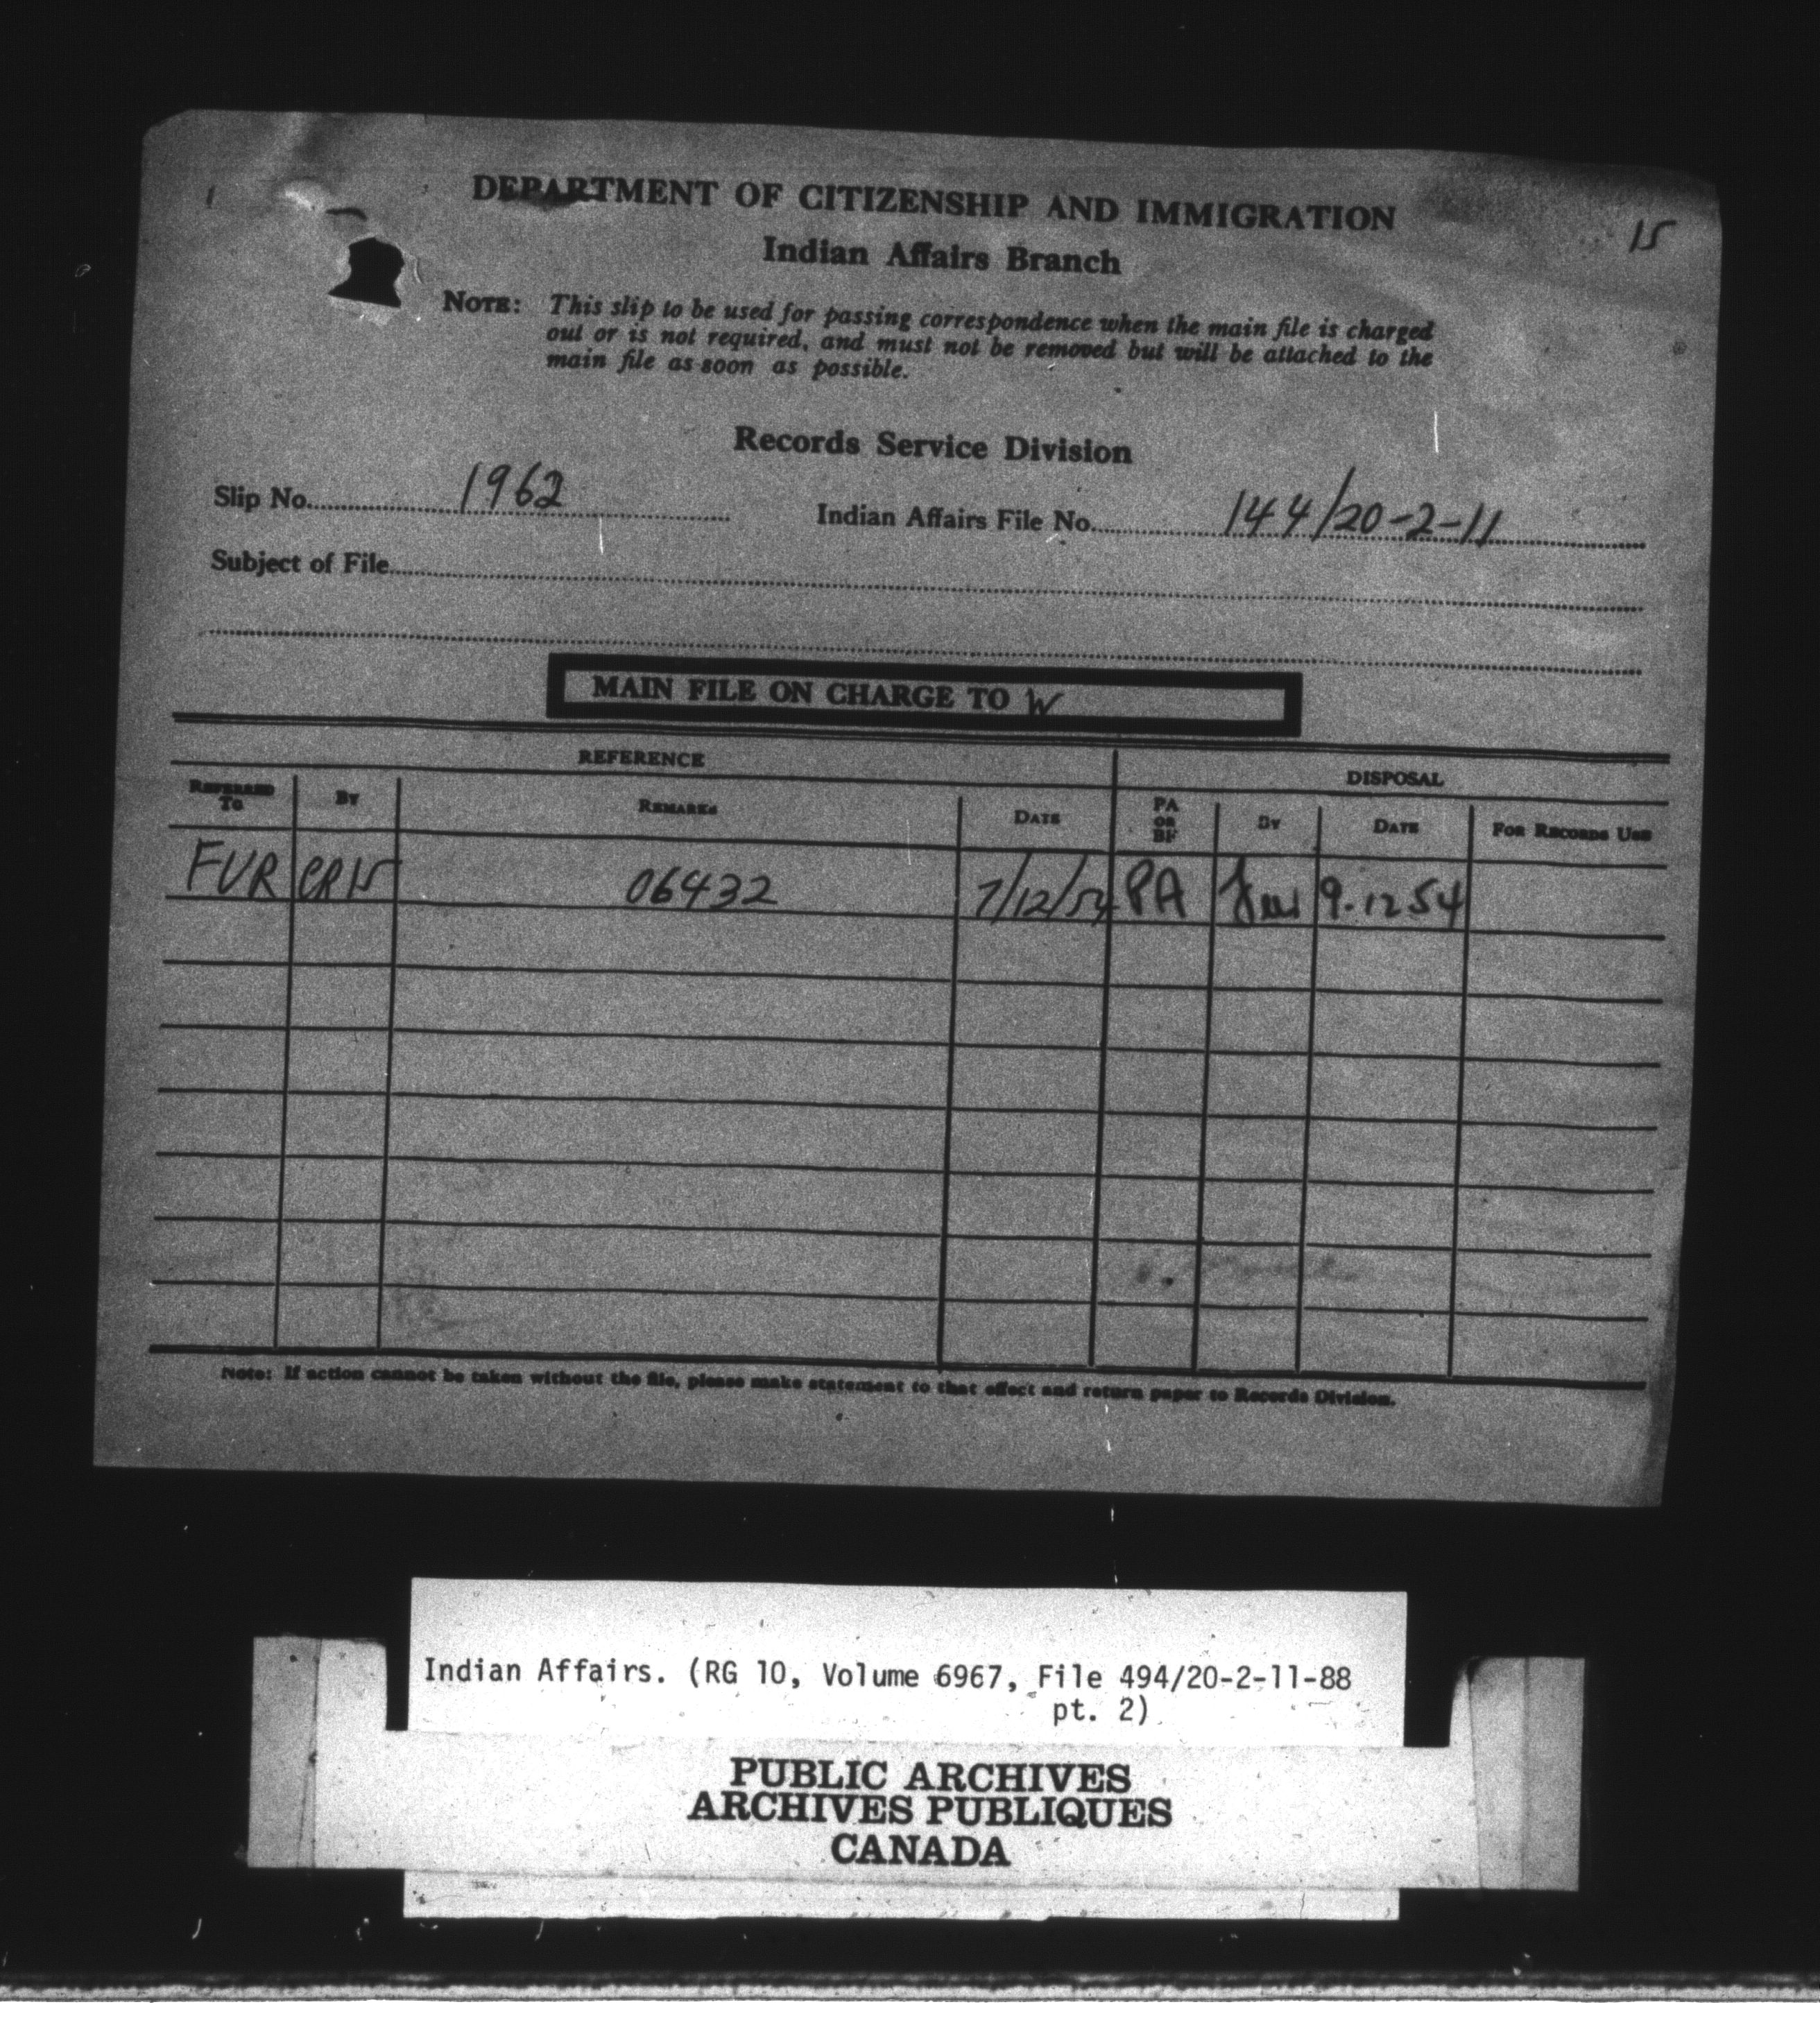 DEPARTMENT OF CITIZENSHIP AND IMMIGRATION
15
Indian Affairs Branch
NOTE: This slip to be used for passing correspondence when the main file is charged
out or is not required, and must not be removed but will be attached to the
main file as soon as possible.
Records Service Division
Slip No. 1962 Indian Affairs File No. 144/20-2-11
Subject of File
MAIN FILE ON CHARGE TO W
REFERENCE DISPOSAL
REFERRED TO BY REMARKS DATE PA OR BF BY DATE FOR RECORDS USE
FUR CR15 06432 7/12/54 PA 9.12 54
Note: If action cannot be taken without the file, please make statement to that effect and return paper to Records Division.
Indian Affairs. (RG 10, Volume 6967, File 494/20-2-11-88
pt. 2)
PUBLIC ARCHIVES
ARCHIVES PUBLIQUES
CANADA